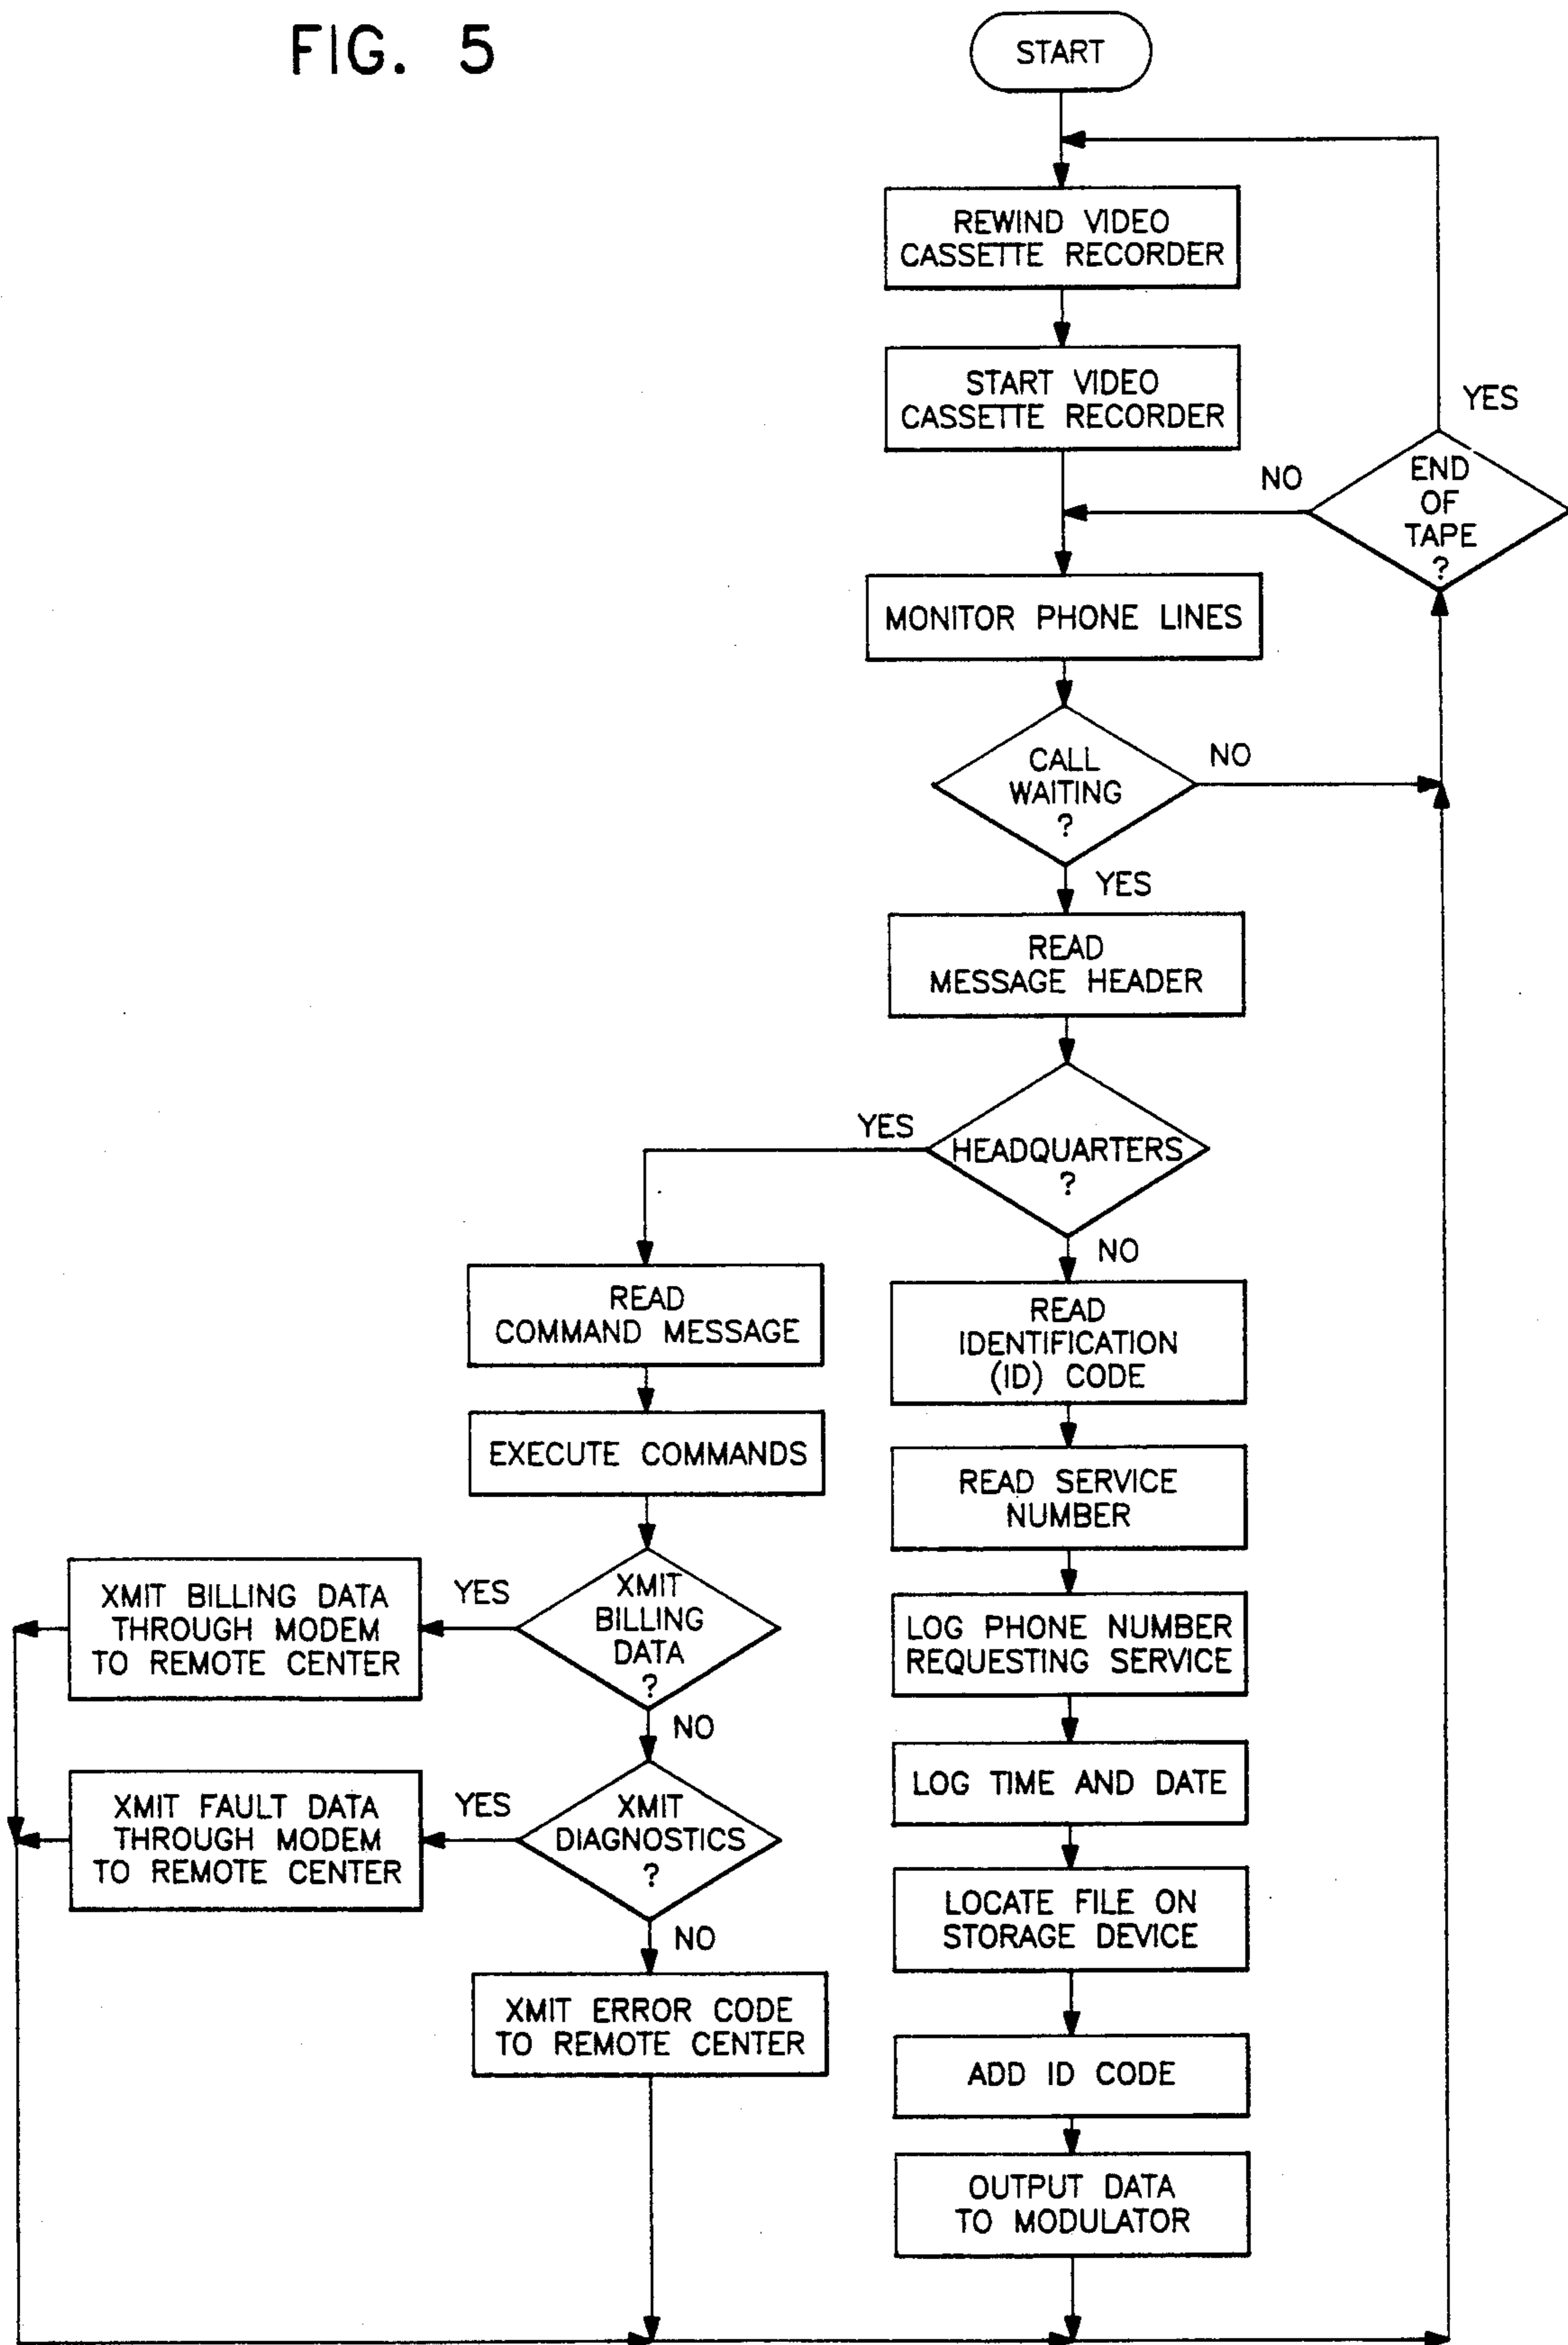 FIG. 5
START
REWIND VIDEO
CASSETTE RECORDER
START VIDEO
CASSETTE RECORDER
YES
END
OF
TAPE
?
NO
MONITOR PHONE LINES
CALL
WAITING
?
NO
YES
READ
MESSAGE HEADER
HEADQUARTERS
?
YES
NO
READ
COMMAND MESSAGE
EXECUTE COMMANDS
XMIT
BILLING
DATA
?
YES
XMIT BILLING DATA
THROUGH MODEM
TO REMOTE CENTER
NO
XMIT
DIAGNOSTICS
?
YES
XMIT FAULT DATA
THROUGH MODEM
TO REMOTE CENTER
NO
XMIT ERROR CODE
TO REMOTE CENTER
READ
IDENTIFICATION
(ID) CODE
READ SERVICE
NUMBER
LOG PHONE NUMBER
REQUESTING SERVICE
LOG TIME AND DATE
LOCATE FILE ON
STORAGE DEVICE
ADD ID CODE
OUTPUT DATA
TO MODULATOR